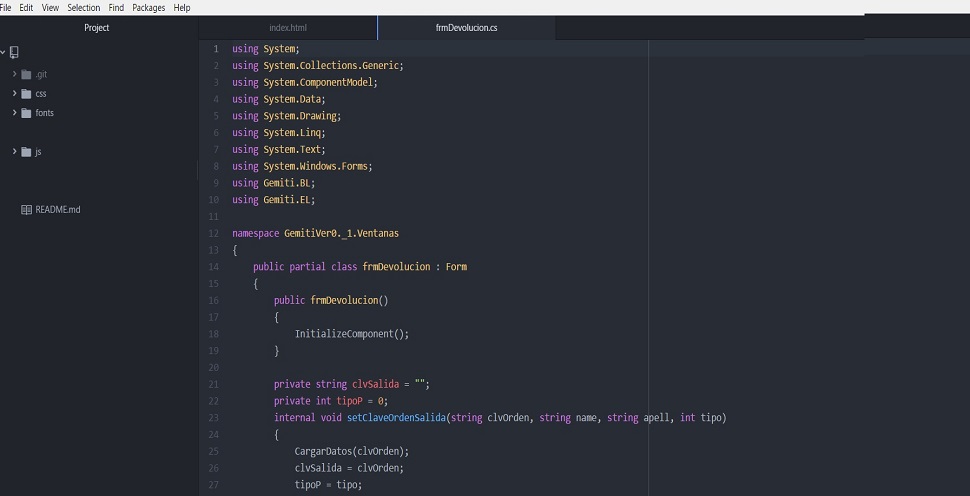 File Edit View Selection Find Packages Help
Project
index.html
frmDevolucion.cs
.git
css
fonts
js
README.md
1 using System;
2 using System.Collections.Generic;
3 using System.ComponentModel;
4 using System.Data;
5 using System.Drawing;
6 using System.Linq;
7 using System.Text;
8 using System.Windows.Forms;
9 using Gemiti.BL;
10 using Gemiti.EL;
11
12 namespace GemitiVer0._1.Ventanas
13 {
14 public partial class frmDevolucion : Form
15 {
16 public frmDevolucion()
17 {
18 InitializeComponent();
19 }
20
21 private string clvSalida = "";
22 private int tipoP = 0;
23 internal void setClaveOrdenSalida(string clvOrden, string name, string apell, int tipo)
24 {
25 CargarDatos(clvOrden);
26 clvSalida = clvOrden;
27 tipoP = tipo;